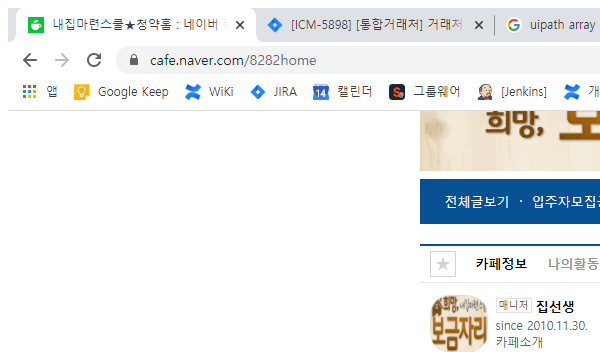 내집마련스쿨★청약홈 : 네이버
[ICM-5898] [통합거래처] 거래처
uipath array
cafe.naver.com/8282home
앱 Google Keep WiKi JIRA 14 캘린더 그룹웨어 [Jenkins] 개
희망,
전체글보기 · 입주자모집공
카페정보 나의활동
희망, 내집마련 보금자리
매니저 집선생
since 2010.11.30.
카페소개